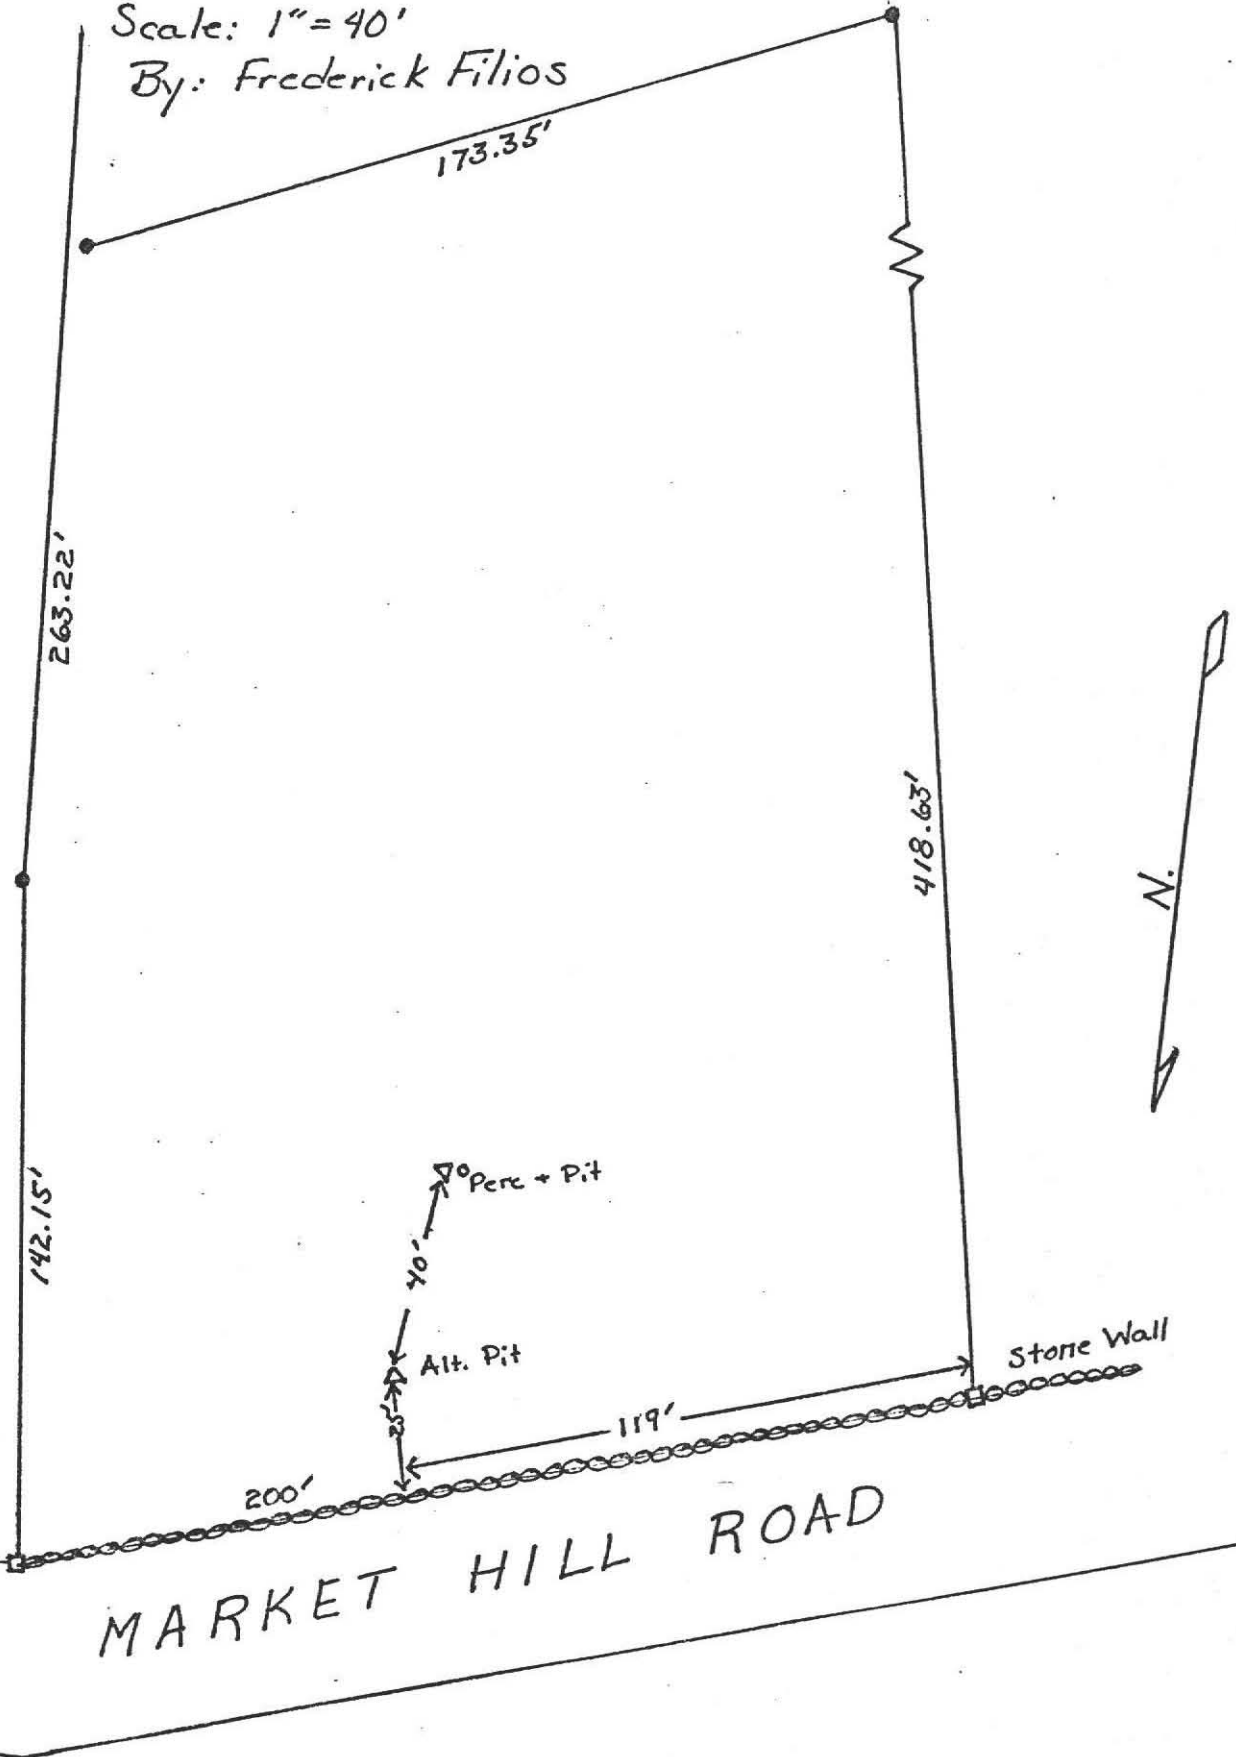 Scale: 1"=40'
By: Frederick Filios
173.35'
263.22'
418.63'
N.
142.15'
Perc + Pit
40'
Alt. Pit
25'
119'
Stone Wall
200'
MARKET HILL ROAD